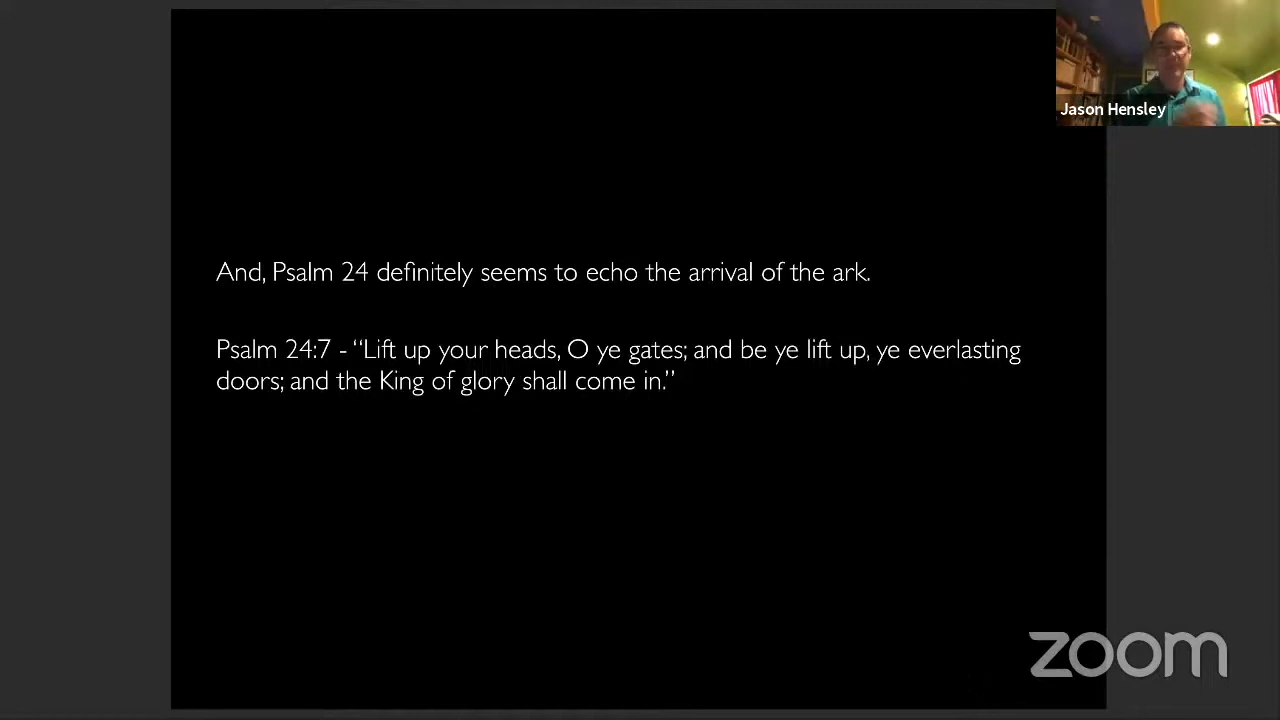 Jason Hensley
And, Psalm 24 definitely seems to echo the arrival of the ark.
Psalm 24:7 - “Lift up your heads, O ye gates; and be ye lift up, ye everlasting
doors; and the King of glory shall come in.”
zoom